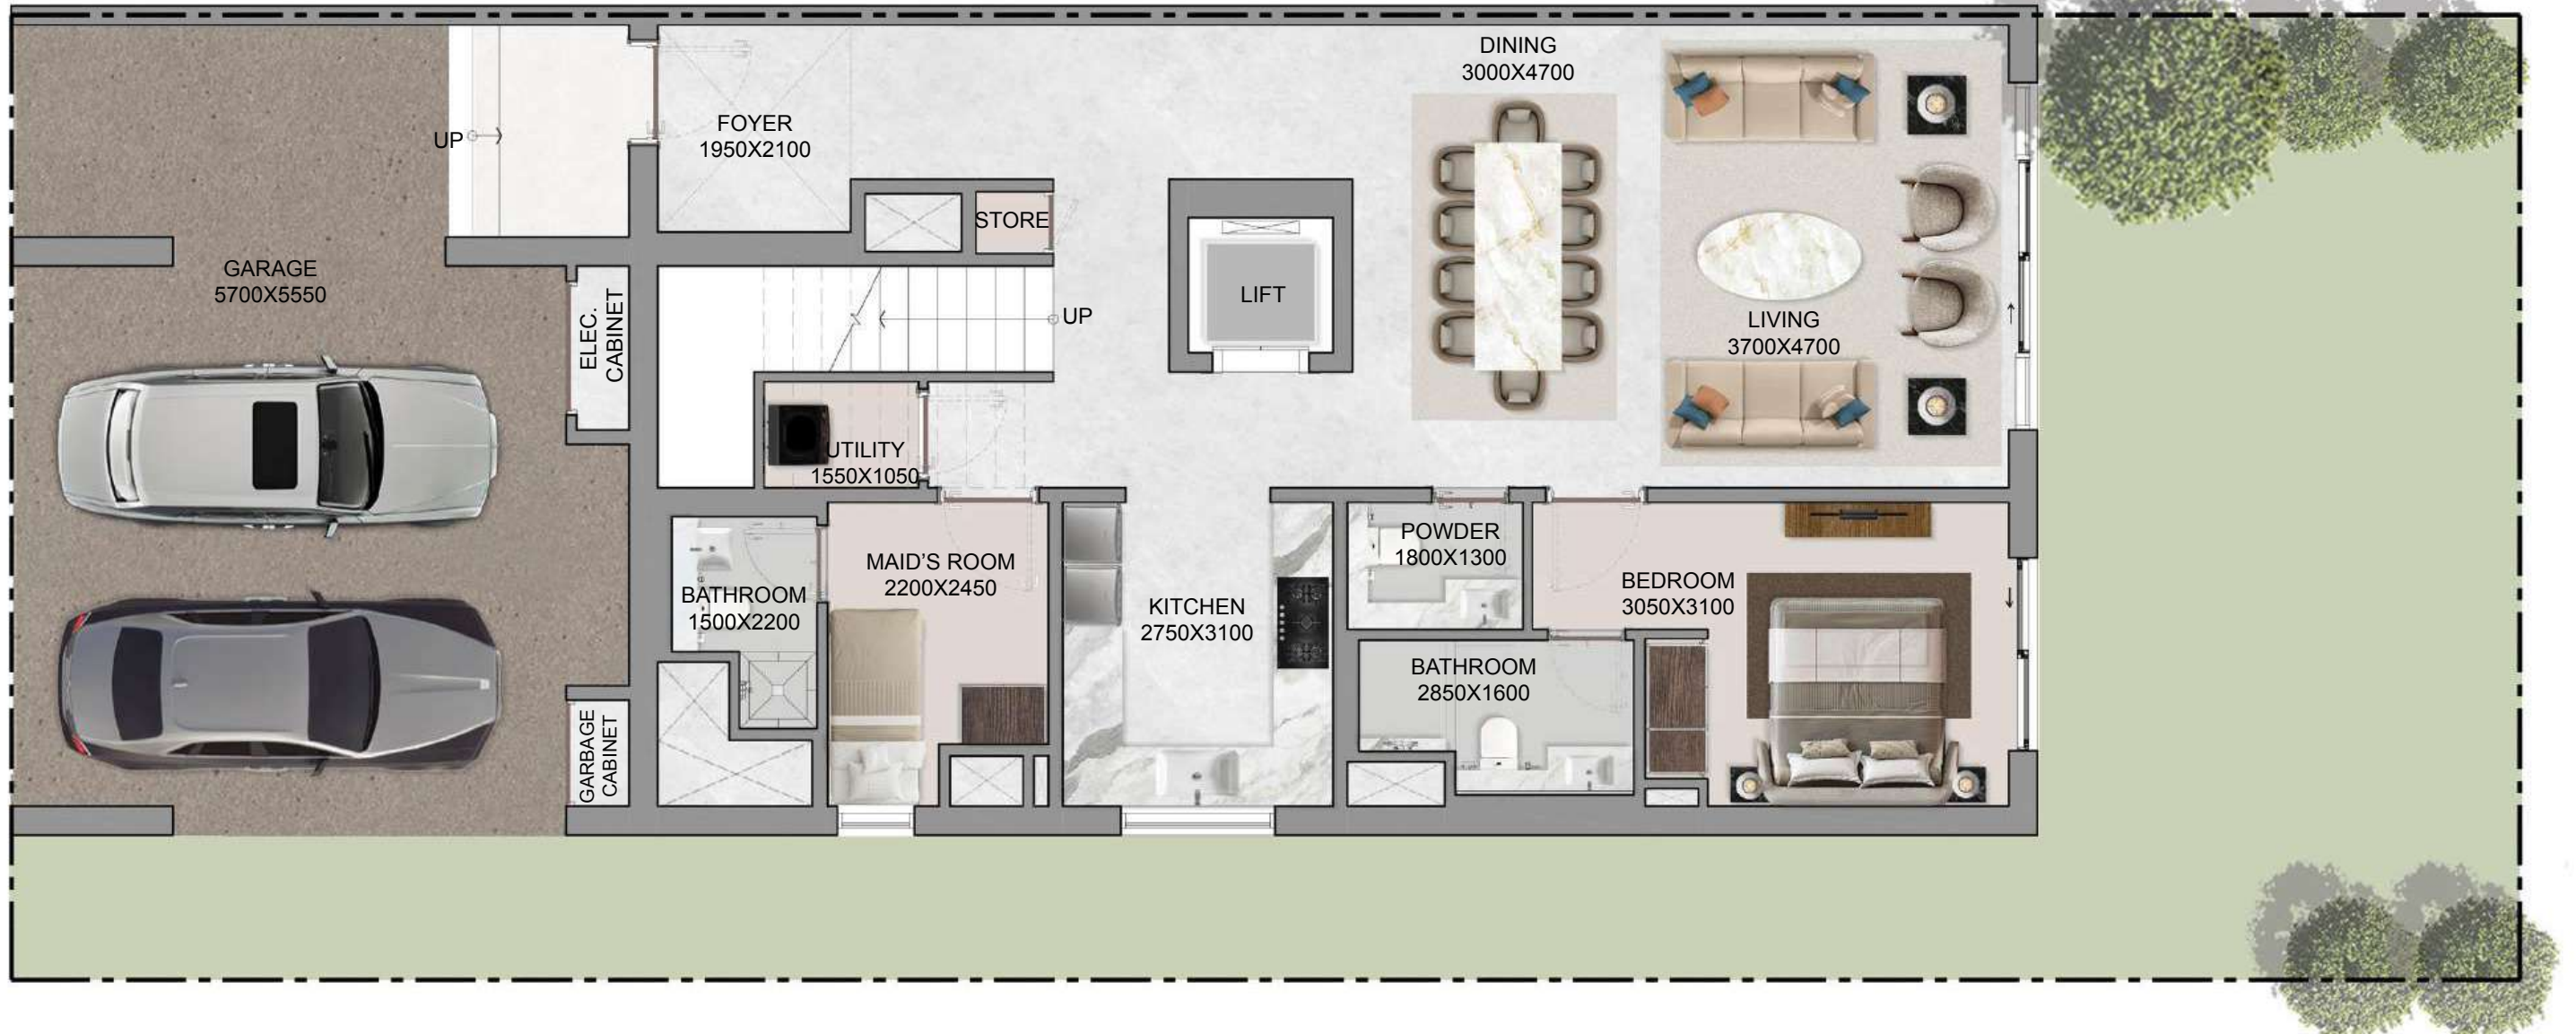 DINING
3000X4700
FOYER
1950X2100
UP
STORE
GARAGE
5700X5550
ELEC.
CABINET
LIFT
UP
LIVING
3700X4700
UTILITY
1550X1050
MAID'S ROOM
2200X2450
BATHROOM
1500X2200
KITCHEN
2750X3100
POWDER
1800X1300
BEDROOM
3050X3100
BATHROOM
2850X1600
GARBAGE
CABINET